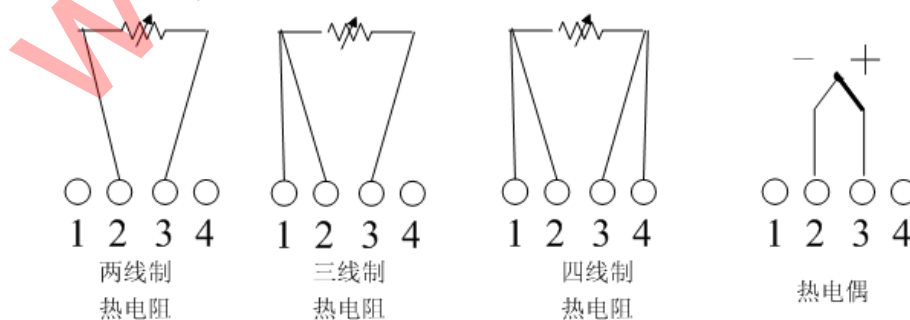 W
− +
1 2 3 4 1 2 3 4 1 2 3 4 1 2 3 4
两线制 三线制 四线制
热电阻 热电阻 热电阻 热电偶